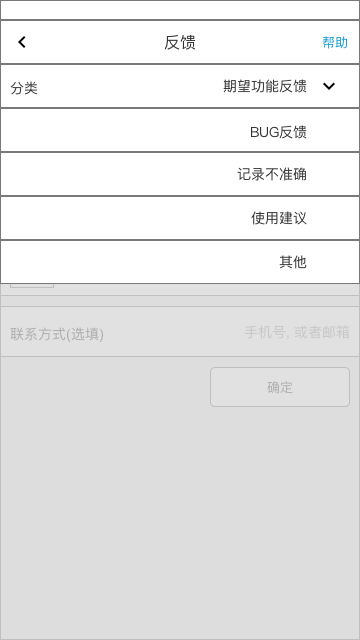 反馈
帮助
分类
期望功能反馈
BUG反馈
记录不准确
使用建议
其他
联系方式(选填)
手机号, 或者邮箱
确定